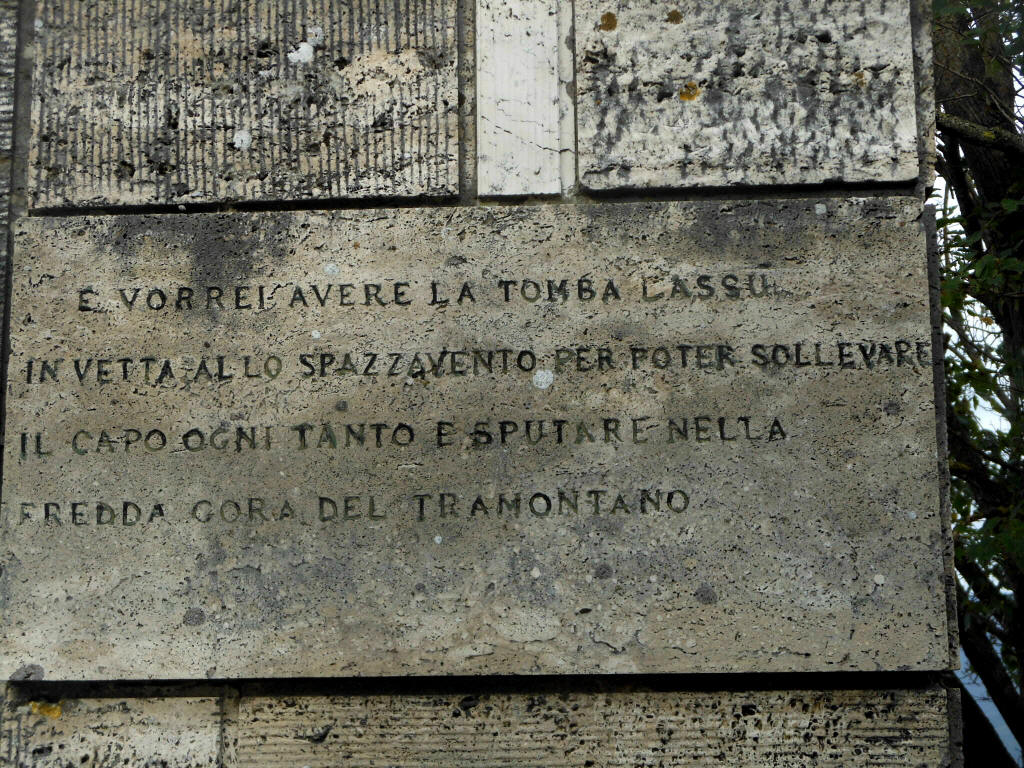 E VORREI AVERE LA TOMBA LASSU
IN VETTA ALLO SPAZZAVENTO PER POTER SOLLEVARE
IL CAPO OGNI TANTO E SPUTARE NELLA
FREDDA GORA DEL TRAMONTANO